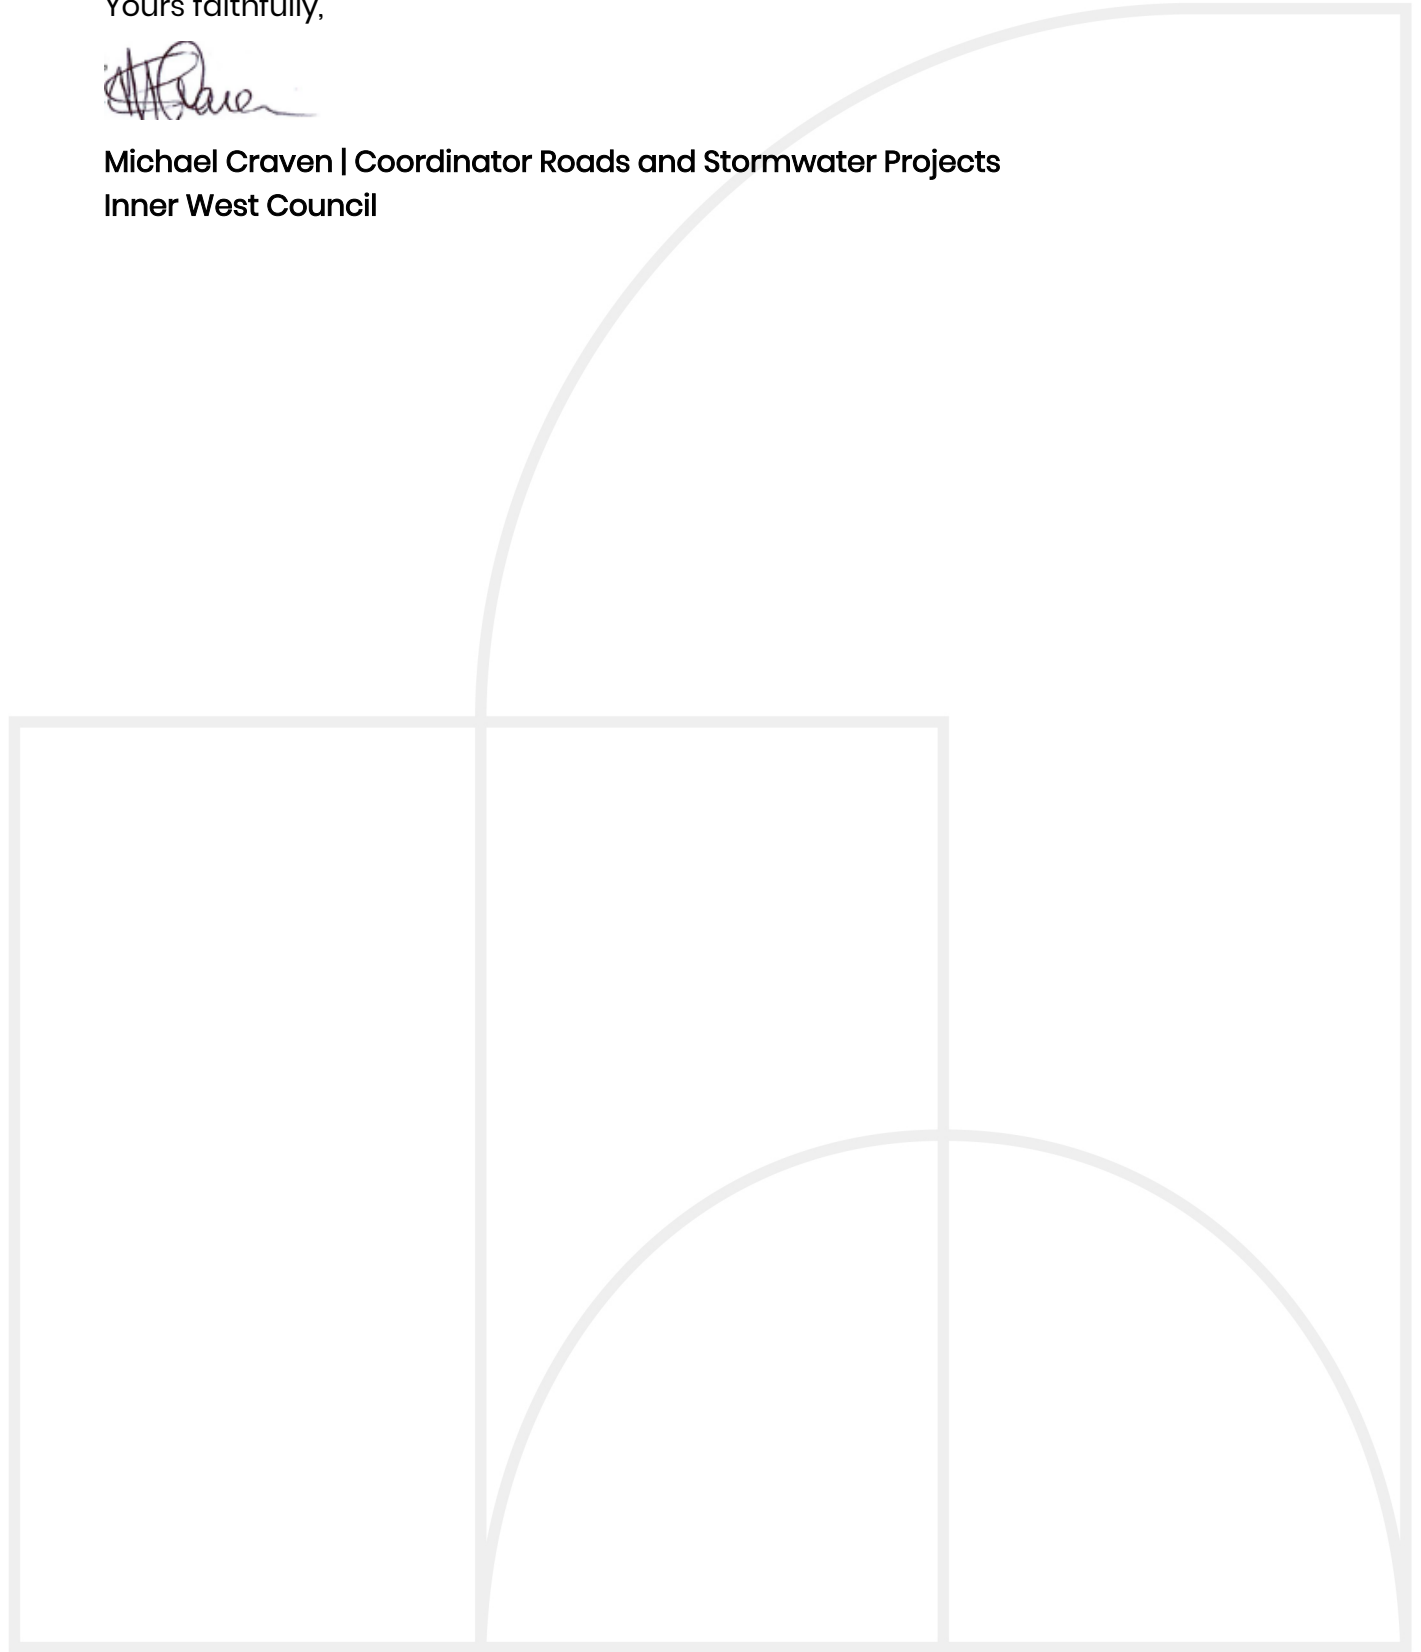 Yours faithfully,
Michael Craven | Coordinator Roads and Stormwater Projects
Inner West Council